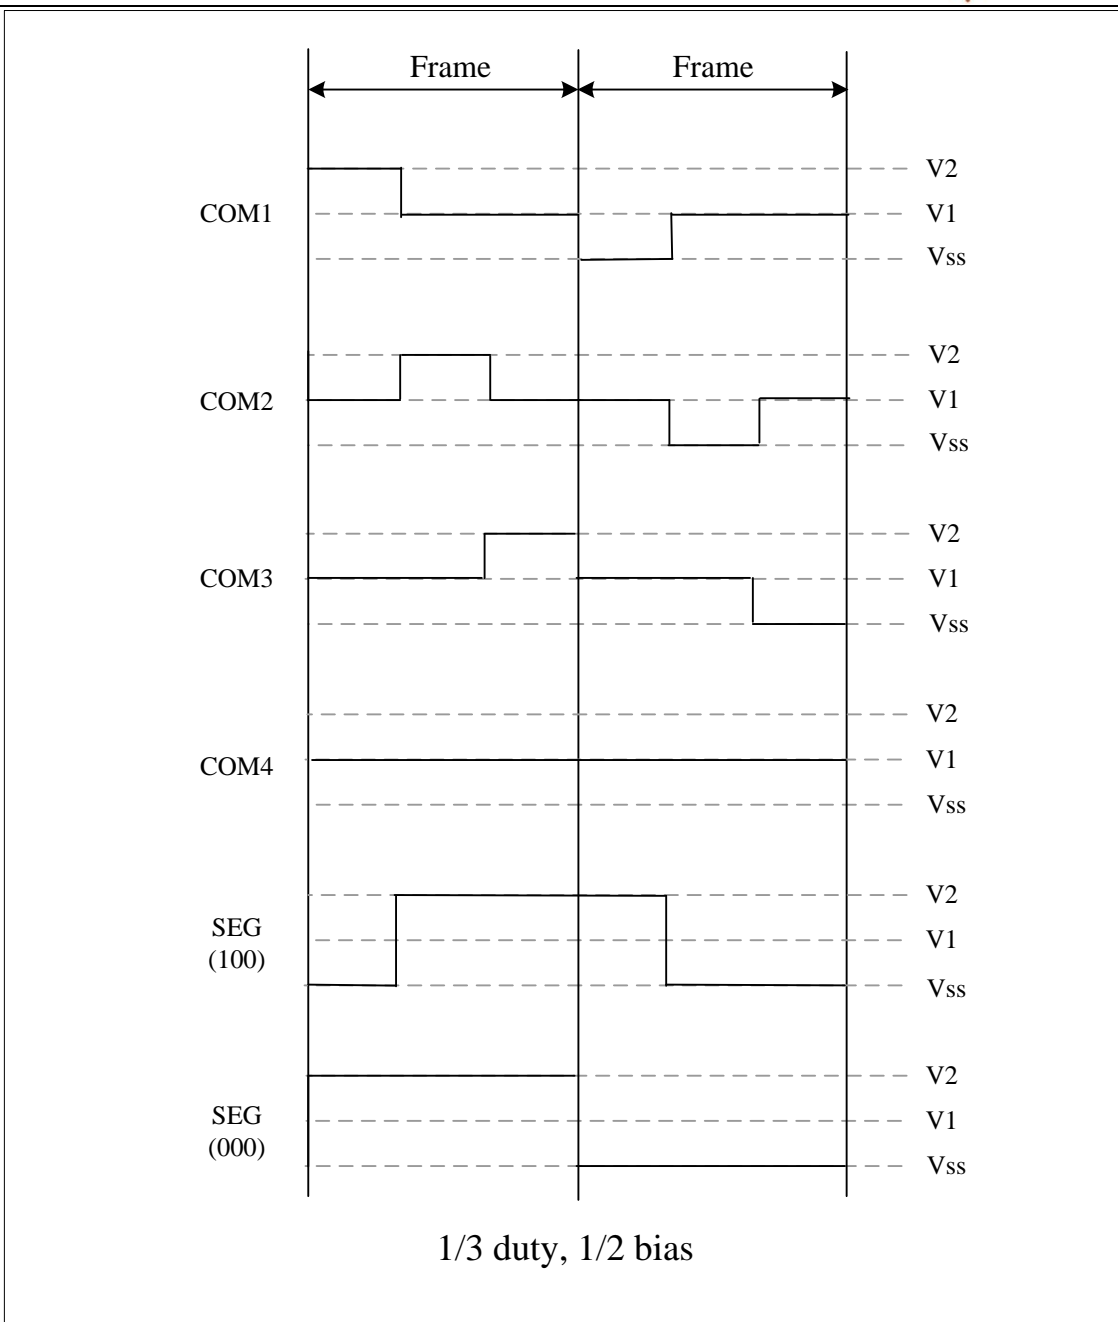 Frame Frame
V2
COM1 V1
Vss
V2
COM2 V1
Vss
V2
COM3 V1
Vss
V2
V1
COM4
Vss
V2
SEG
V1
(100)
Vss
V2
SEG V1
(000)
Vss
1/3 duty, 1/2 bias